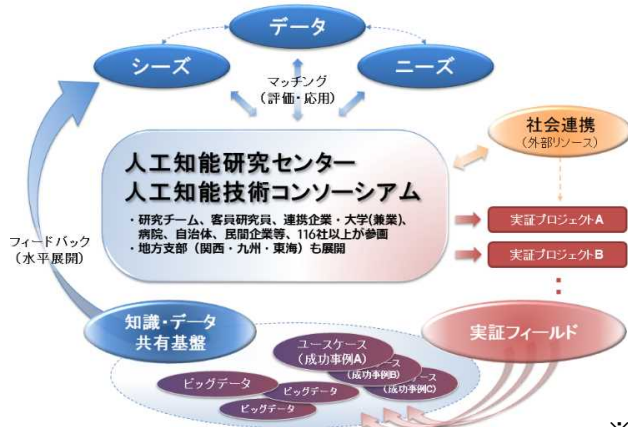 データ
シーズ
ニーズ
マッチング
(評価・応用)
社会連携
(外部リソース)
人工知能研究センター
人工知能技術コンソーシアム
・研究チーム、客員研究員、連携企業・大学(兼業)、
病院、自治体、民間企業等、116社以上が参画
・地方支部（関西・九州・東海）も展開
実証プロジェクトA
実証プロジェクトB
フィードバック
(水平展開)
知識・データ
共有基盤
実証フィールド
ユースケース
(成功事例A)
ース
(成功事例B)
ケース
(成功事例C)
ビッグデータ
ビッグデータ
ビッグデータ
※